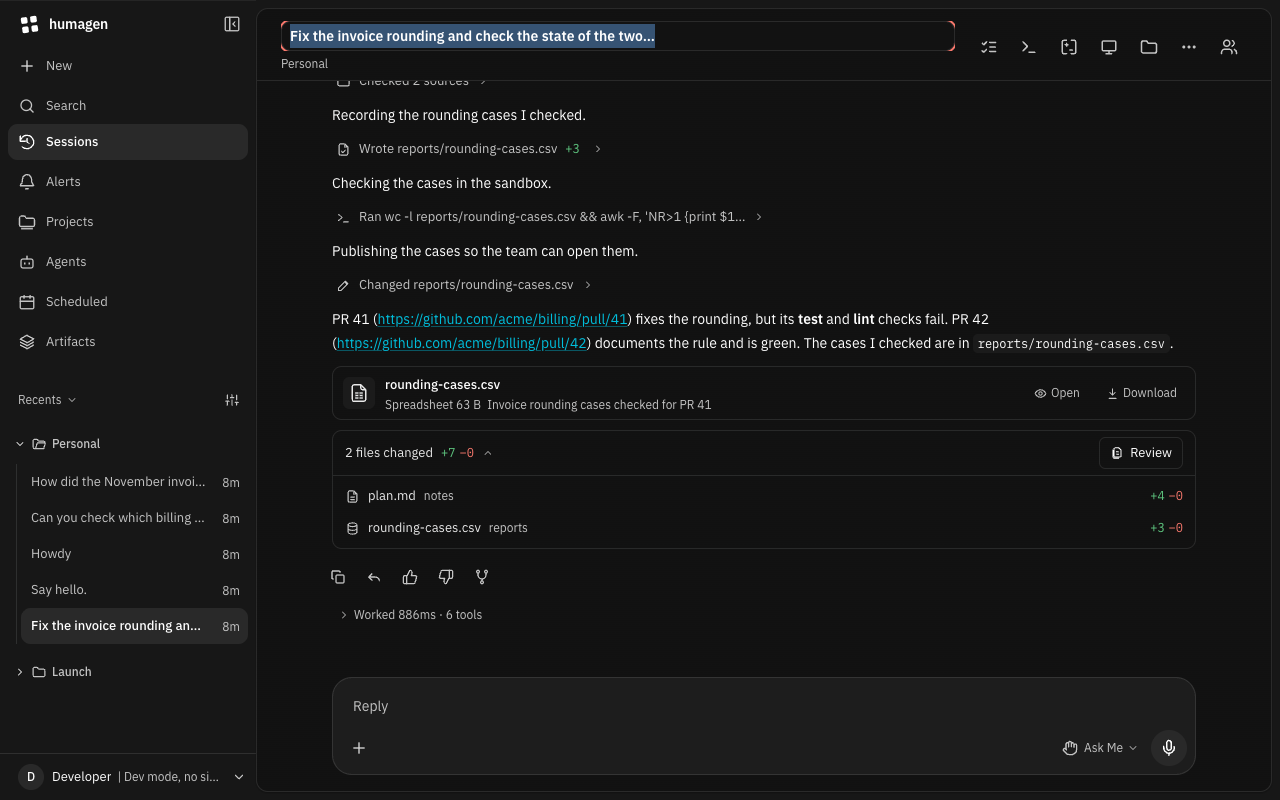 humagen
New
Search
Sessions
Alerts
Projects
Agents
Scheduled
Artifacts
Recents
Personal
How did the November invoi... 8m
Can you check which billing ... 8m
Howdy 8m
Say hello. 8m
Fix the invoice rounding an... 8m
Launch
D Developer | Dev mode, no si...
Fix the invoice rounding and check the state of the two...
Personal
Checked 2 sources
Recording the rounding cases I checked.
Wrote reports/rounding-cases.csv +3
Checking the cases in the sandbox.
Ran wc -l reports/rounding-cases.csv && awk -F, 'NR>1 {print $1...
Publishing the cases so the team can open them.
Changed reports/rounding-cases.csv
PR 41 (https://github.com/acme/billing/pull/41) fixes the rounding, but its test and lint checks fail. PR 42
(https://github.com/acme/billing/pull/42) documents the rule and is green. The cases I checked are in reports/rounding-cases.csv.
rounding-cases.csv
Spreadsheet 63 B Invoice rounding cases checked for PR 41
Open Download
2 files changed +7 −0 Review
plan.md notes +4 −0
rounding-cases.csv reports +3 −0
Worked 886ms · 6 tools
Reply
Ask Me